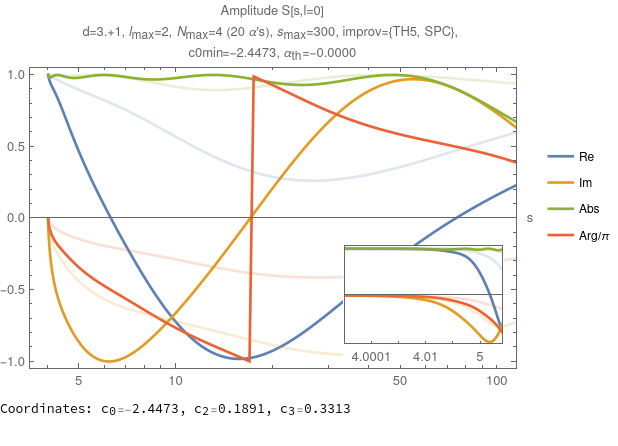 Amplitude S[s,l=0]
d=3.+1, lmax=2, Nmax=4 (20 α's), smax=300, improv={TH5, SPC},
c0min=−2.4473, αth=−0.0000
1.0
0.5
0.0
−0.5
−1.0
s
Re
Im
Abs
Arg/π
4.0001 4.01 5
5 10 50 100
Coordinates: c0=-2.4473, c2=0.1891, c3=0.3313